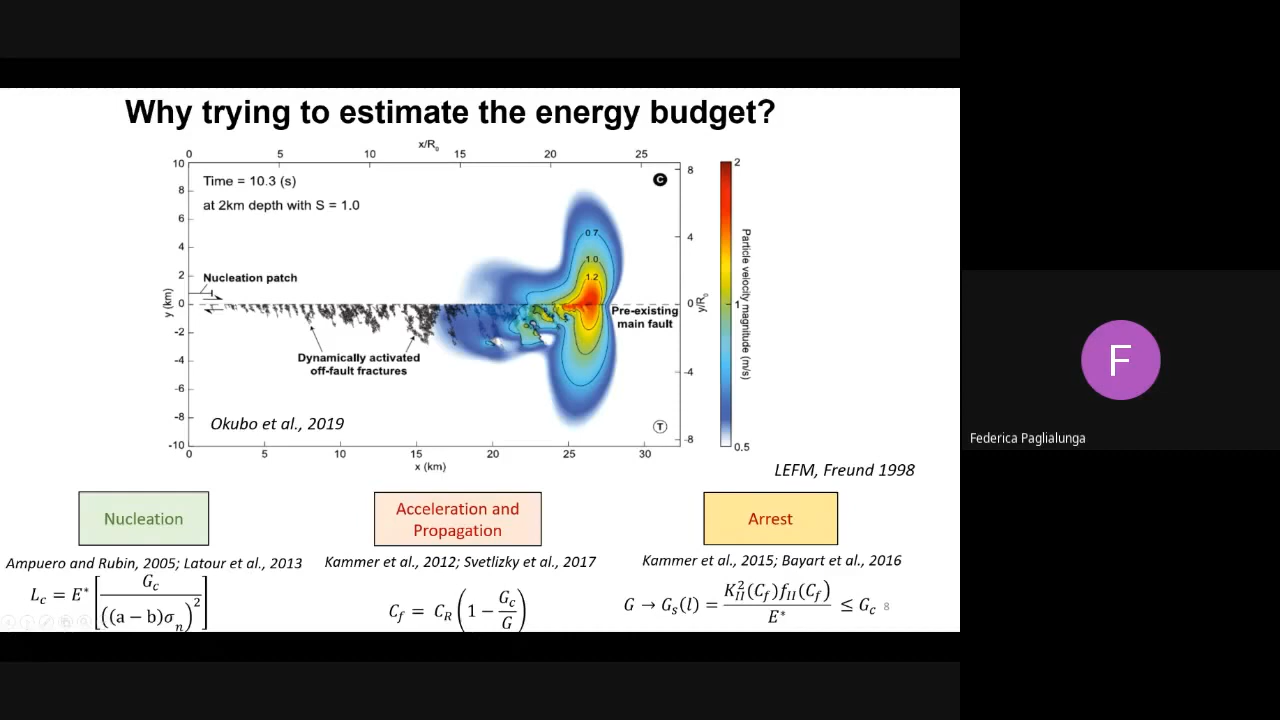 Why trying to estimate the energy budget?
x/R₀
0 5 10 15 20 25
Time = 10.3 (s)
at 2km depth with S = 1.0
C
Nucleation patch
0.7
1.0
1.2
Pre-existing
main fault
Dynamically activated
off-fault fractures
Okubo et al., 2019
T
10
8
6
4
2
0
-2
-4
-6
-8
-10
y (km)
8
4
0
-4
-8
y/R₀
0 5 10 15 20 25 30
x (km)
2
1
0.5
Particle velocity magnitude (m/s)
LEFM, Freund 1998
Nucleation
Ampuero and Rubin, 2005; Latour et al., 2013
L_c = E* [G_c / ((a − b)σ_n)²]
Acceleration and
Propagation
Kammer et al., 2012; Svetlizky et al., 2017
C_f = C_R (1 − G_c / G)
Arrest
Kammer et al., 2015; Bayart et al., 2016
G → G_s(l) = K_II²(C_f) f_II(C_f) / E* ≤ G_c
8
F
Federica Paglialunga